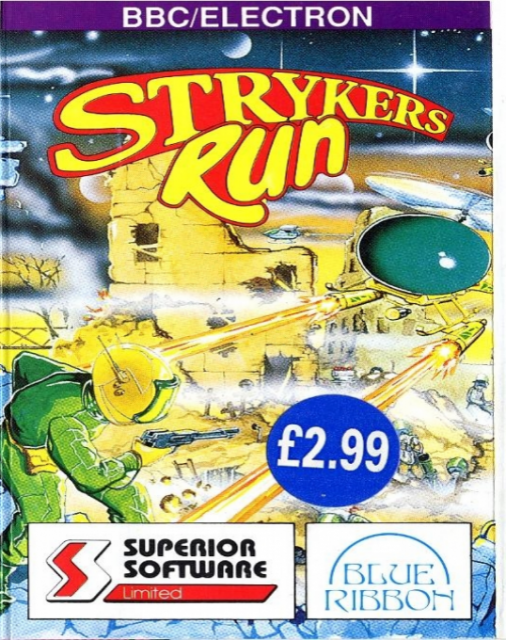 BBC/ELECTRON
STRYKERS
Run
£2.99
SUPERIOR
SOFTWARE
Limited
BLUE
RIBBON